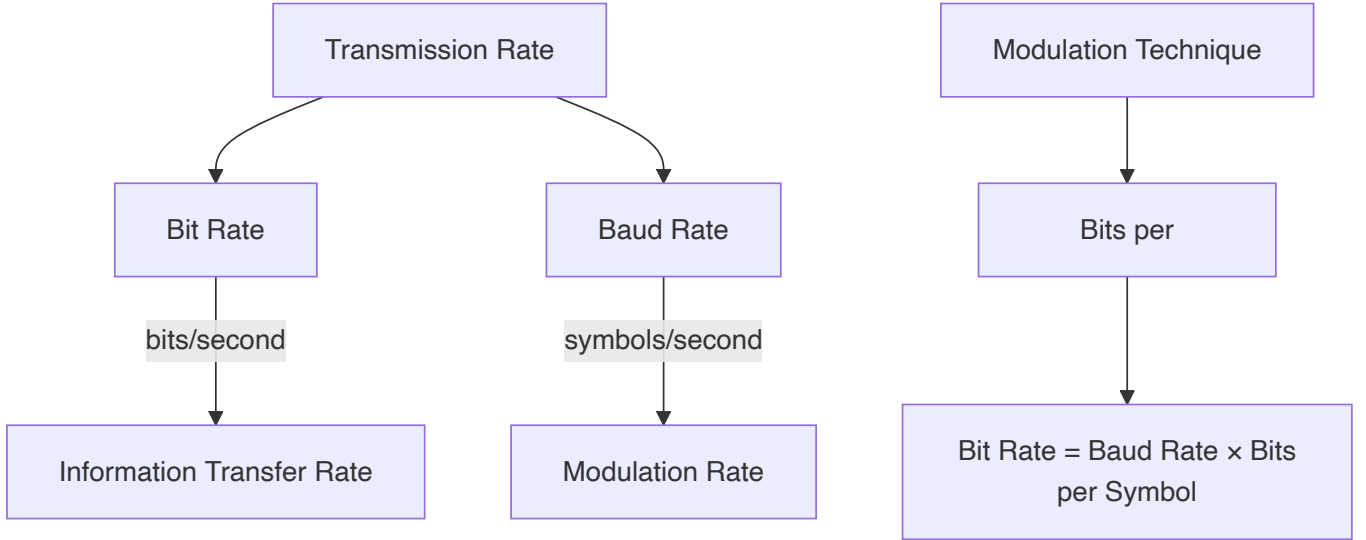 Transmission Rate
Modulation Technique
Bit Rate
Baud Rate
Bits per
bits/second
symbols/second
Information Transfer Rate
Modulation Rate
Bit Rate = Baud Rate × Bits
per Symbol